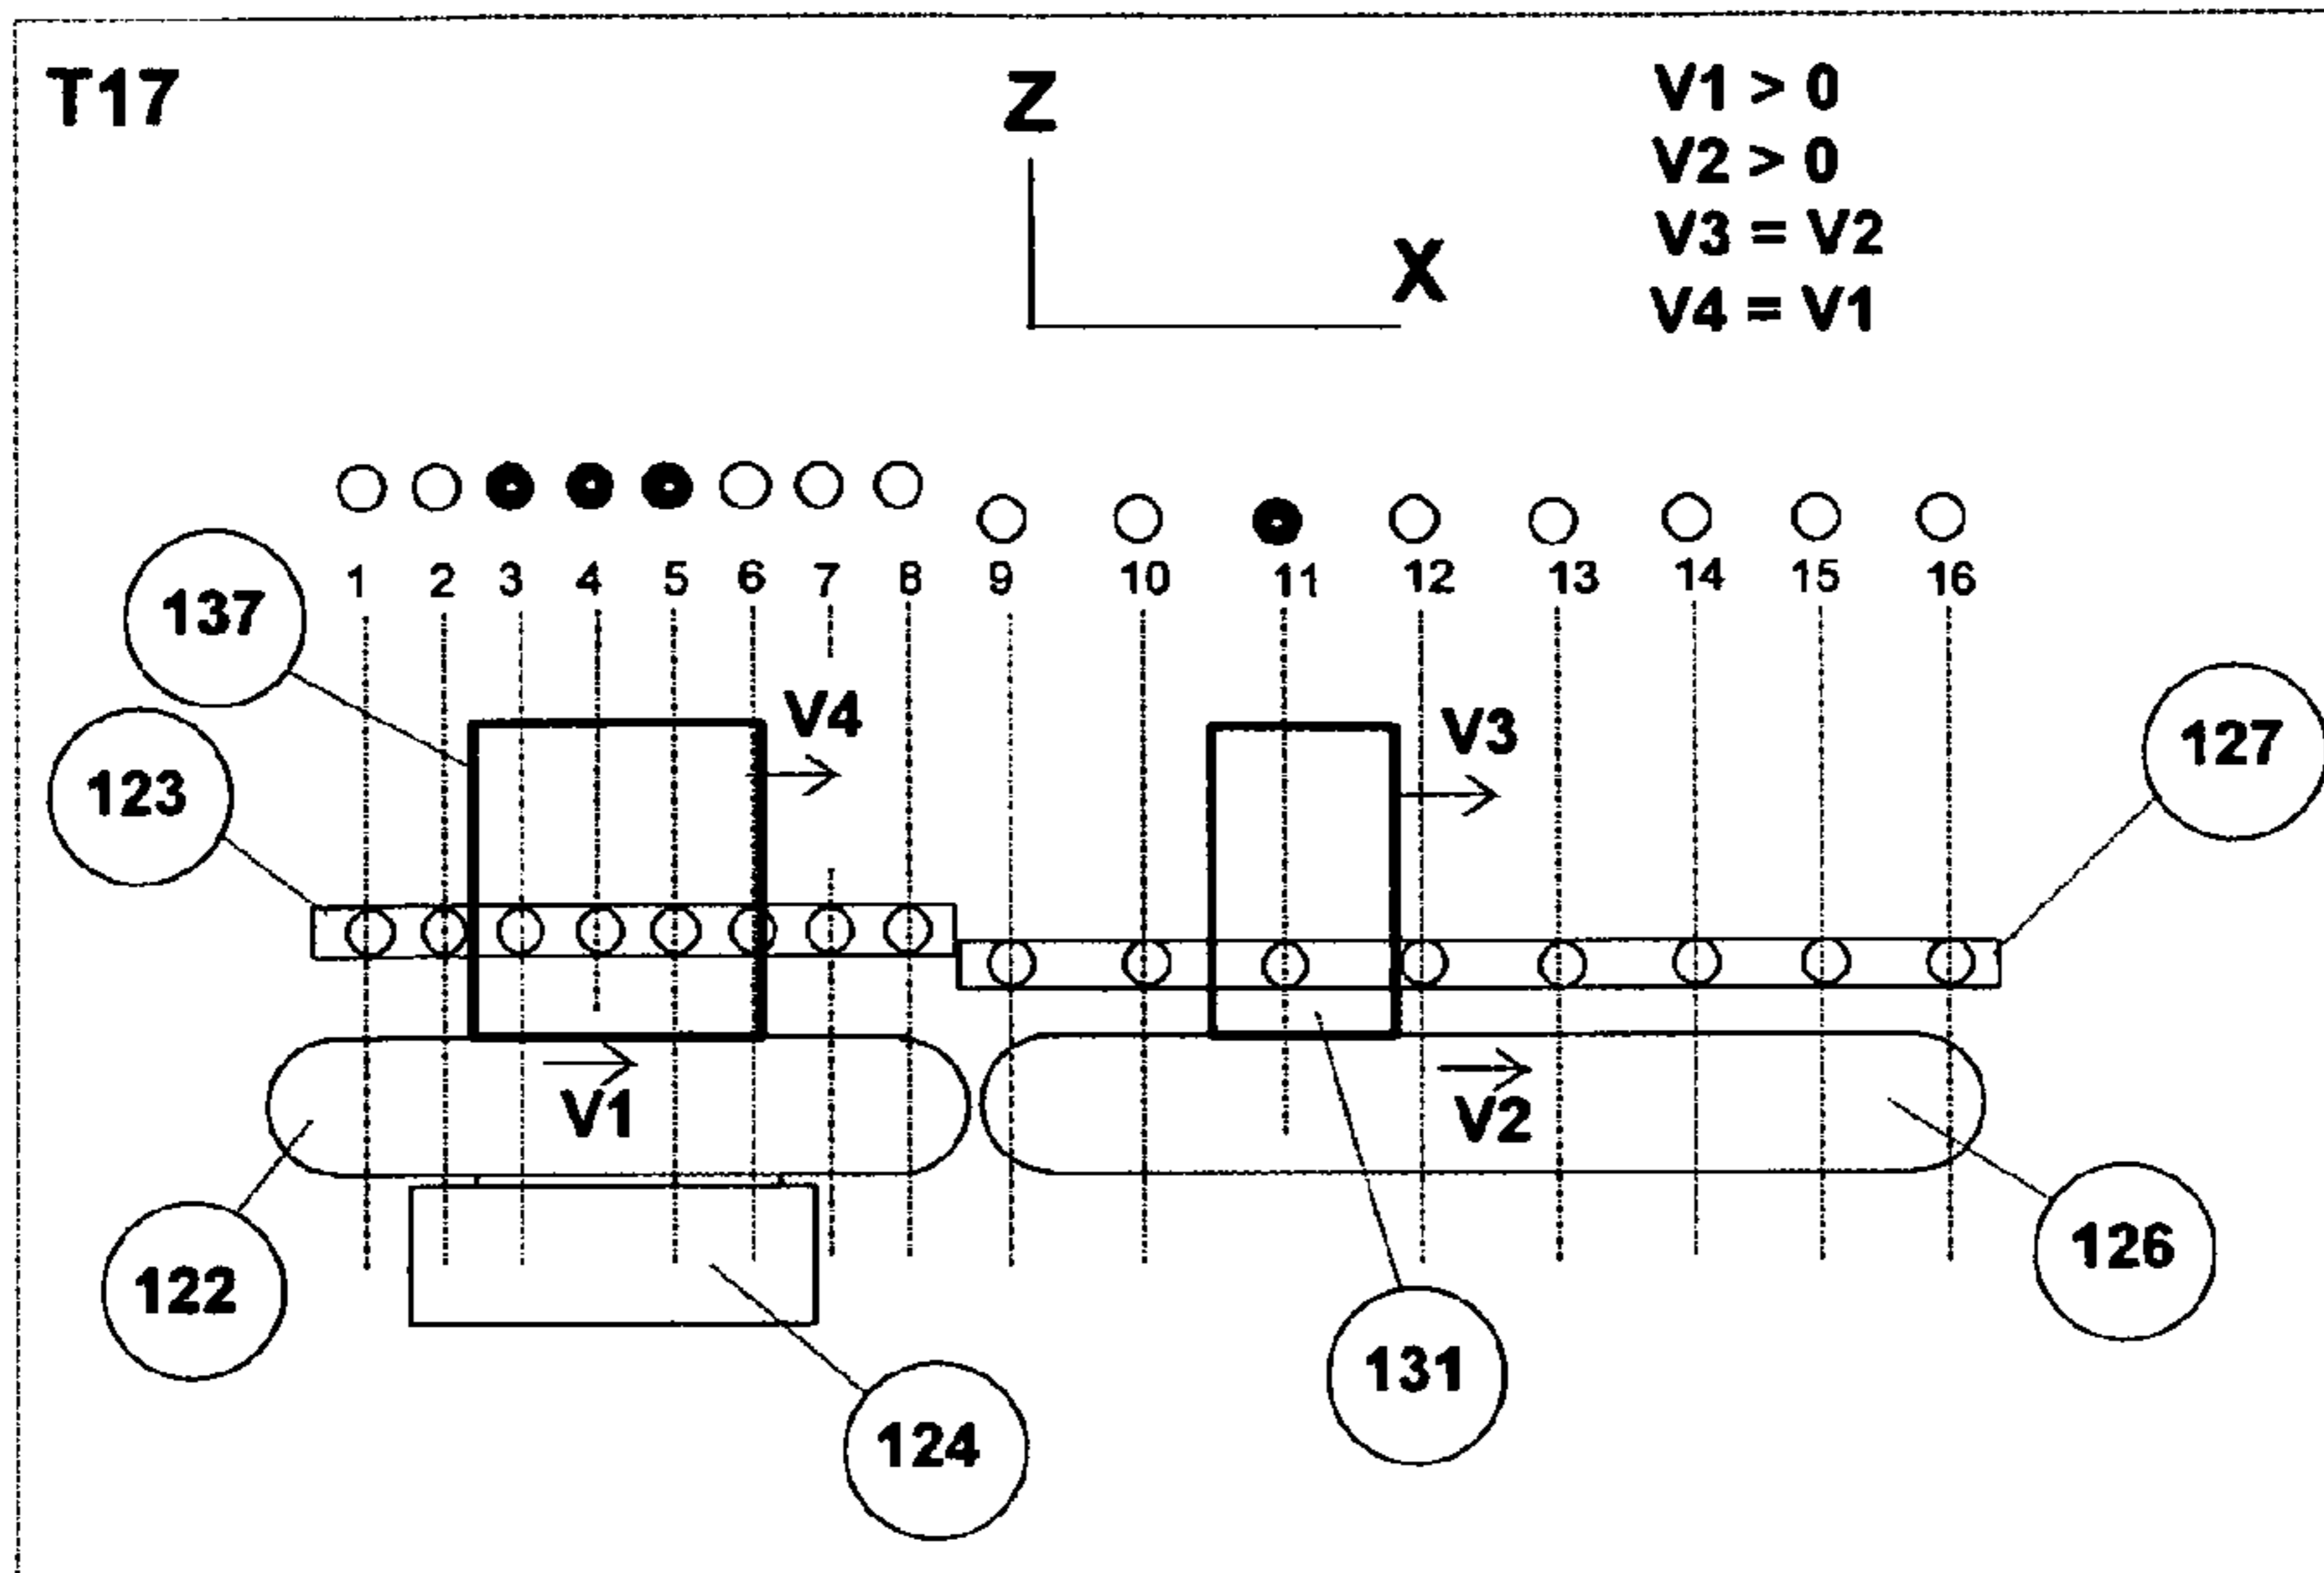 T17
Z
X
V1 > 0
V2 > 0
V3 = V2
V4 = V1
1 2 3 4 5 6 7 8 9 10 11 12 13 14 15 16
137
123
V4
V3
127
V1
V2
122
126
131
124